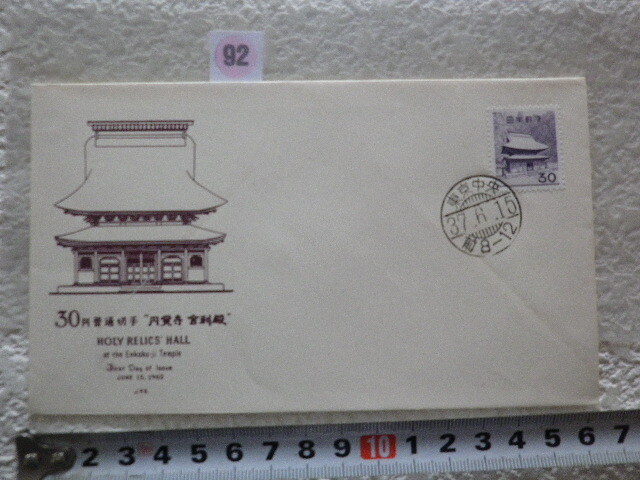 92
日本郵便
30
東京中央
37.6.15
前8-12
30円普通切手 "円覚寺舎利殿"
HOLY RELICS' HALL
at the Enkaku-ji Temple
First Day of Issue
JUNE 15, 1962
2 3 4 5 6 7 8 9 10 1 2 3 4 5 6 7